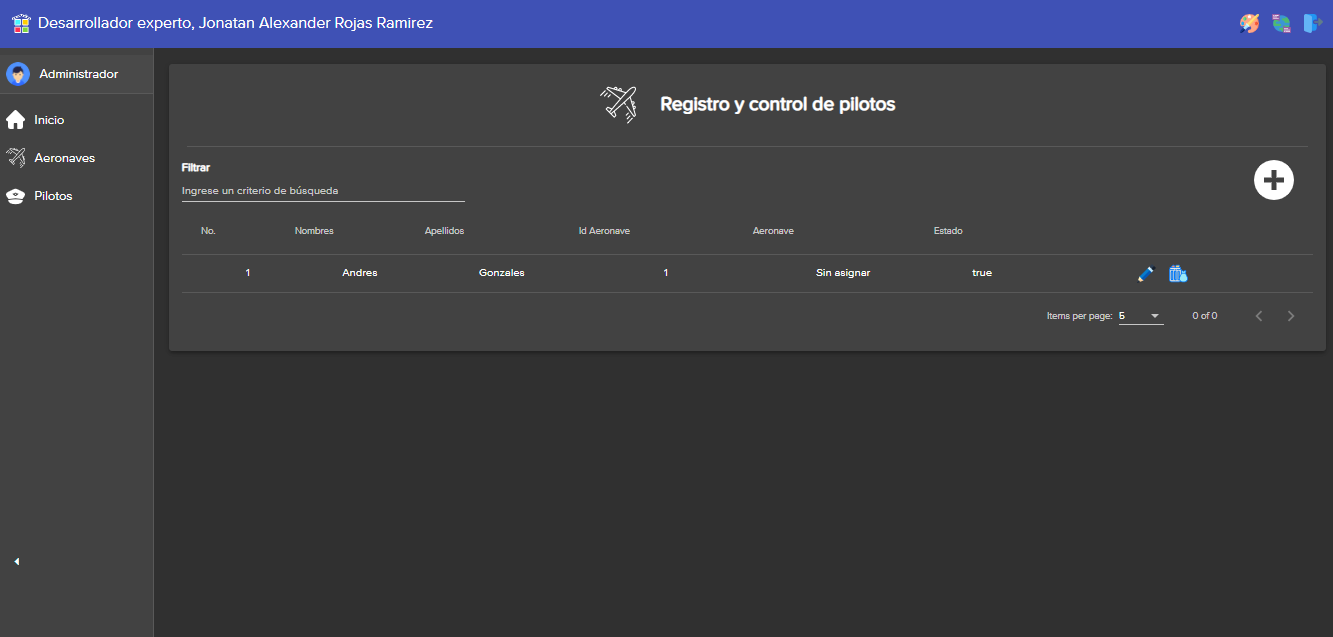 Desarrollador experto, Jonatan Alexander Rojas Ramirez
Administrador
Inicio
Aeronaves
Pilotos
Registro y control de pilotos
Filtrar
Ingrese un criterio de búsqueda
No. Nombres Apellidos Id Aeronave Aeronave Estado
1 Andres Gonzales 1 Sin asignar true
Items per page: 5 0 of 0